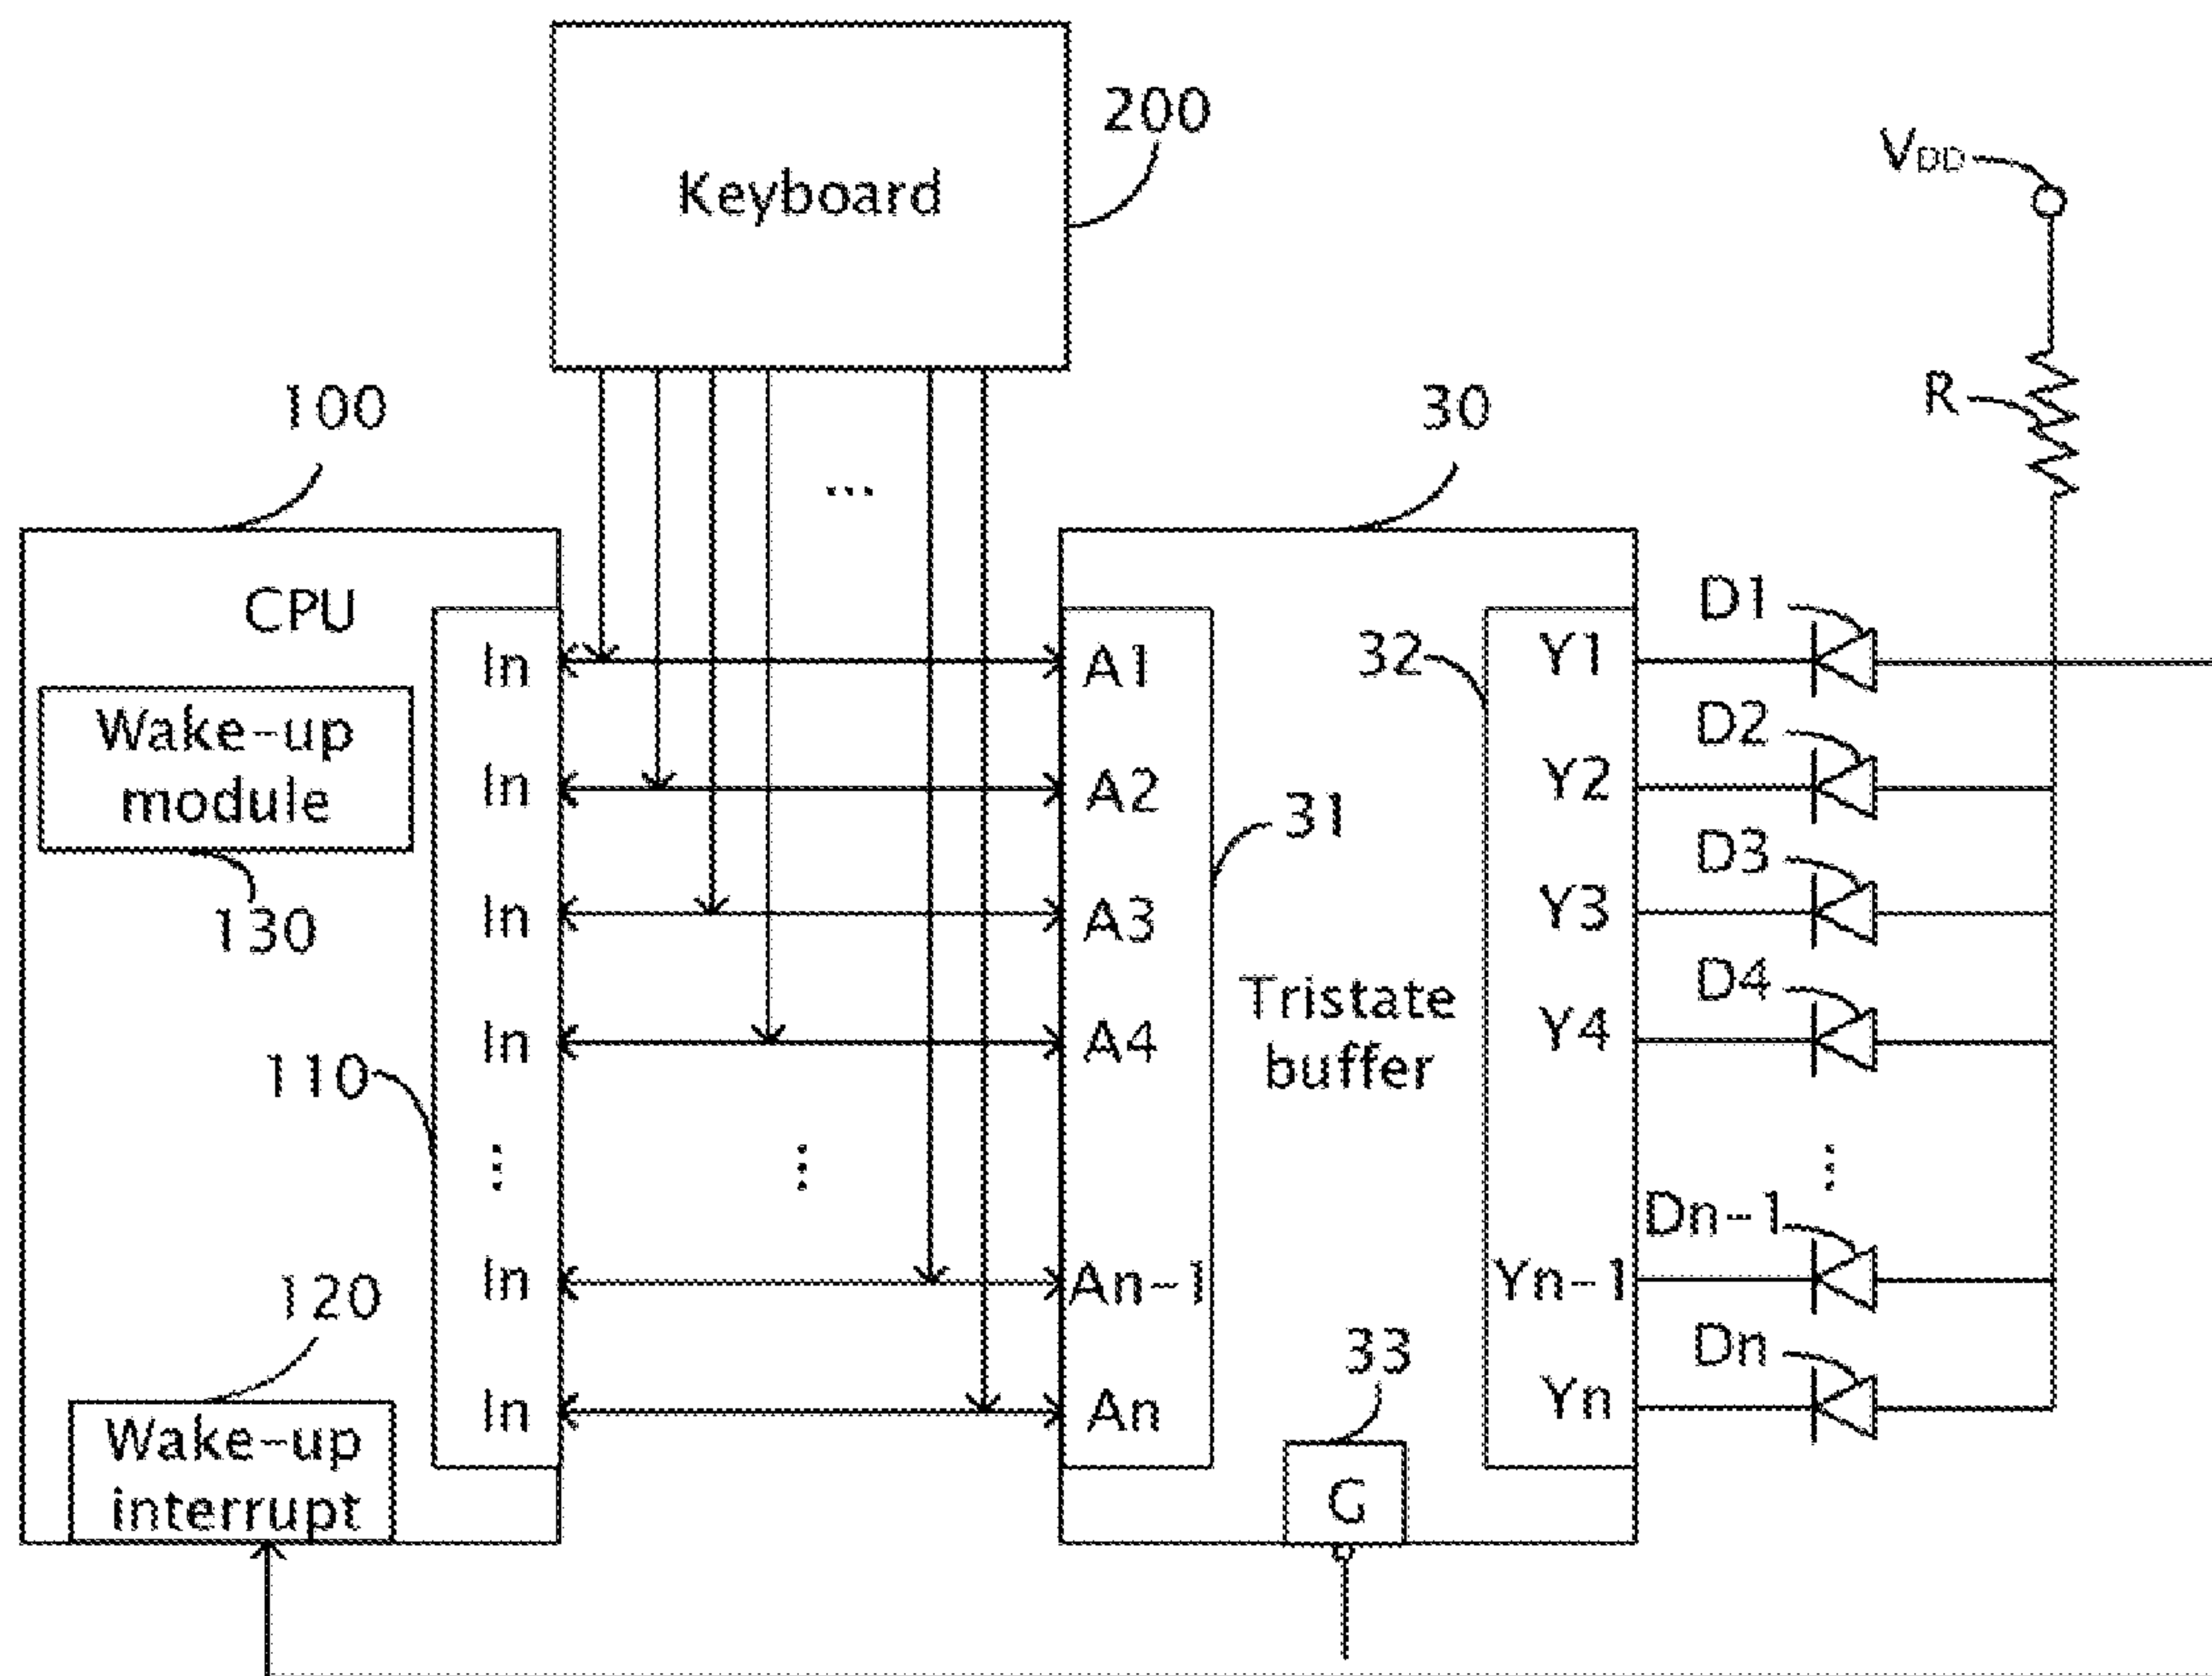 Keyboard
200
VDD
R
100
30
CPU
In
In
In
In
⋮
In
In
Wake-up
module
130
110
120
Wake-up
interrupt
...
⋮
A1
A2
A3
A4
An-1
An
31
Tristate
buffer
32
Y1
Y2
Y3
Y4
Yn-1
Yn
33
G
D1
D2
D3
D4
⋮
Dn-1
Dn